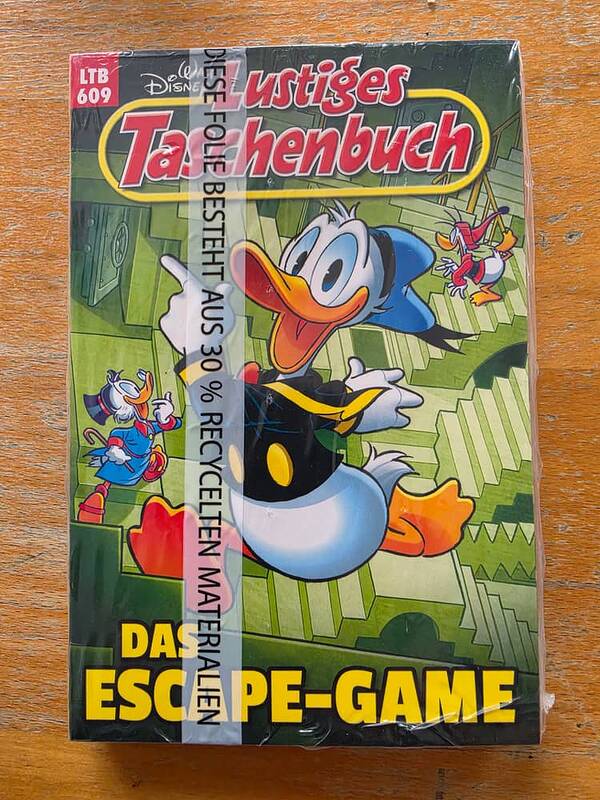 LTB
609
Walt
Disney
Lustiges
Taschenbuch
DIESE FOLIE BESTEHT AUS 30 % RECYCELTEN MATERIALIEN
DAS
ESCAPE-GAME